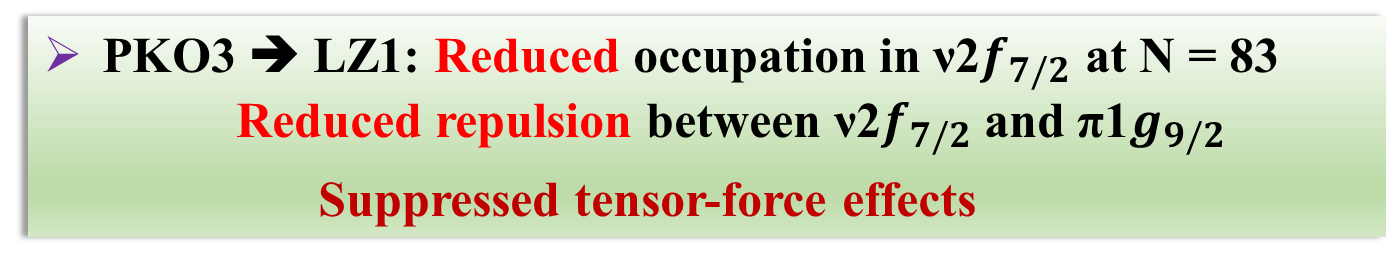 ➢ PKO3 ➔ LZ1: Reduced occupation in ν2f7/2 at N = 83
Reduced repulsion between ν2f7/2 and π1g9/2
Suppressed tensor-force effects